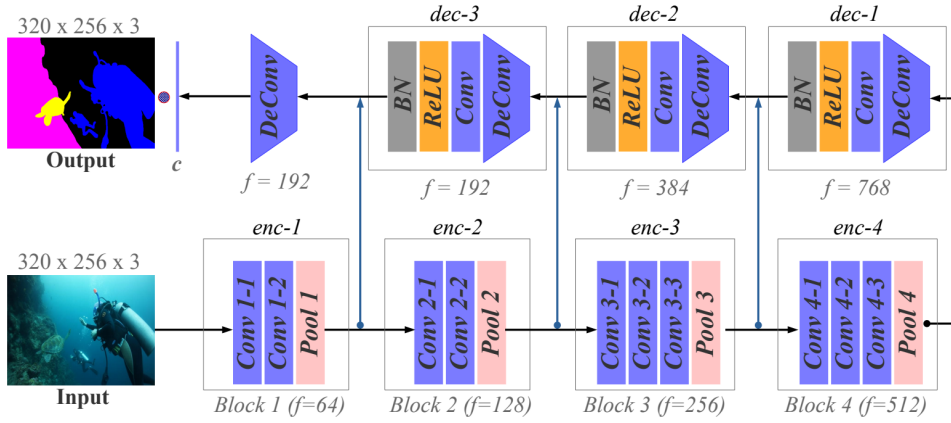 dec-3
dec-2
dec-1
320 x 256 x 3
DeConv
BN
ReLU
Conv
DeConv
BN
ReLU
Conv
DeConv
BN
ReLU
Conv
DeConv
Output
c
f = 192
f = 192
f = 384
f = 768
enc-1
enc-2
enc-3
enc-4
320 x 256 x 3
Conv 1-1
Conv 1-2
Pool 1
Conv 2-1
Conv 2-2
Pool 2
Conv 3-1
Conv 3-2
Conv 3-3
Pool 3
Conv 4-1
Conv 4-2
Conv 4-3
Pool 4
Input
Block 1 (f=64)
Block 2 (f=128)
Block 3 (f=256)
Block 4 (f=512)